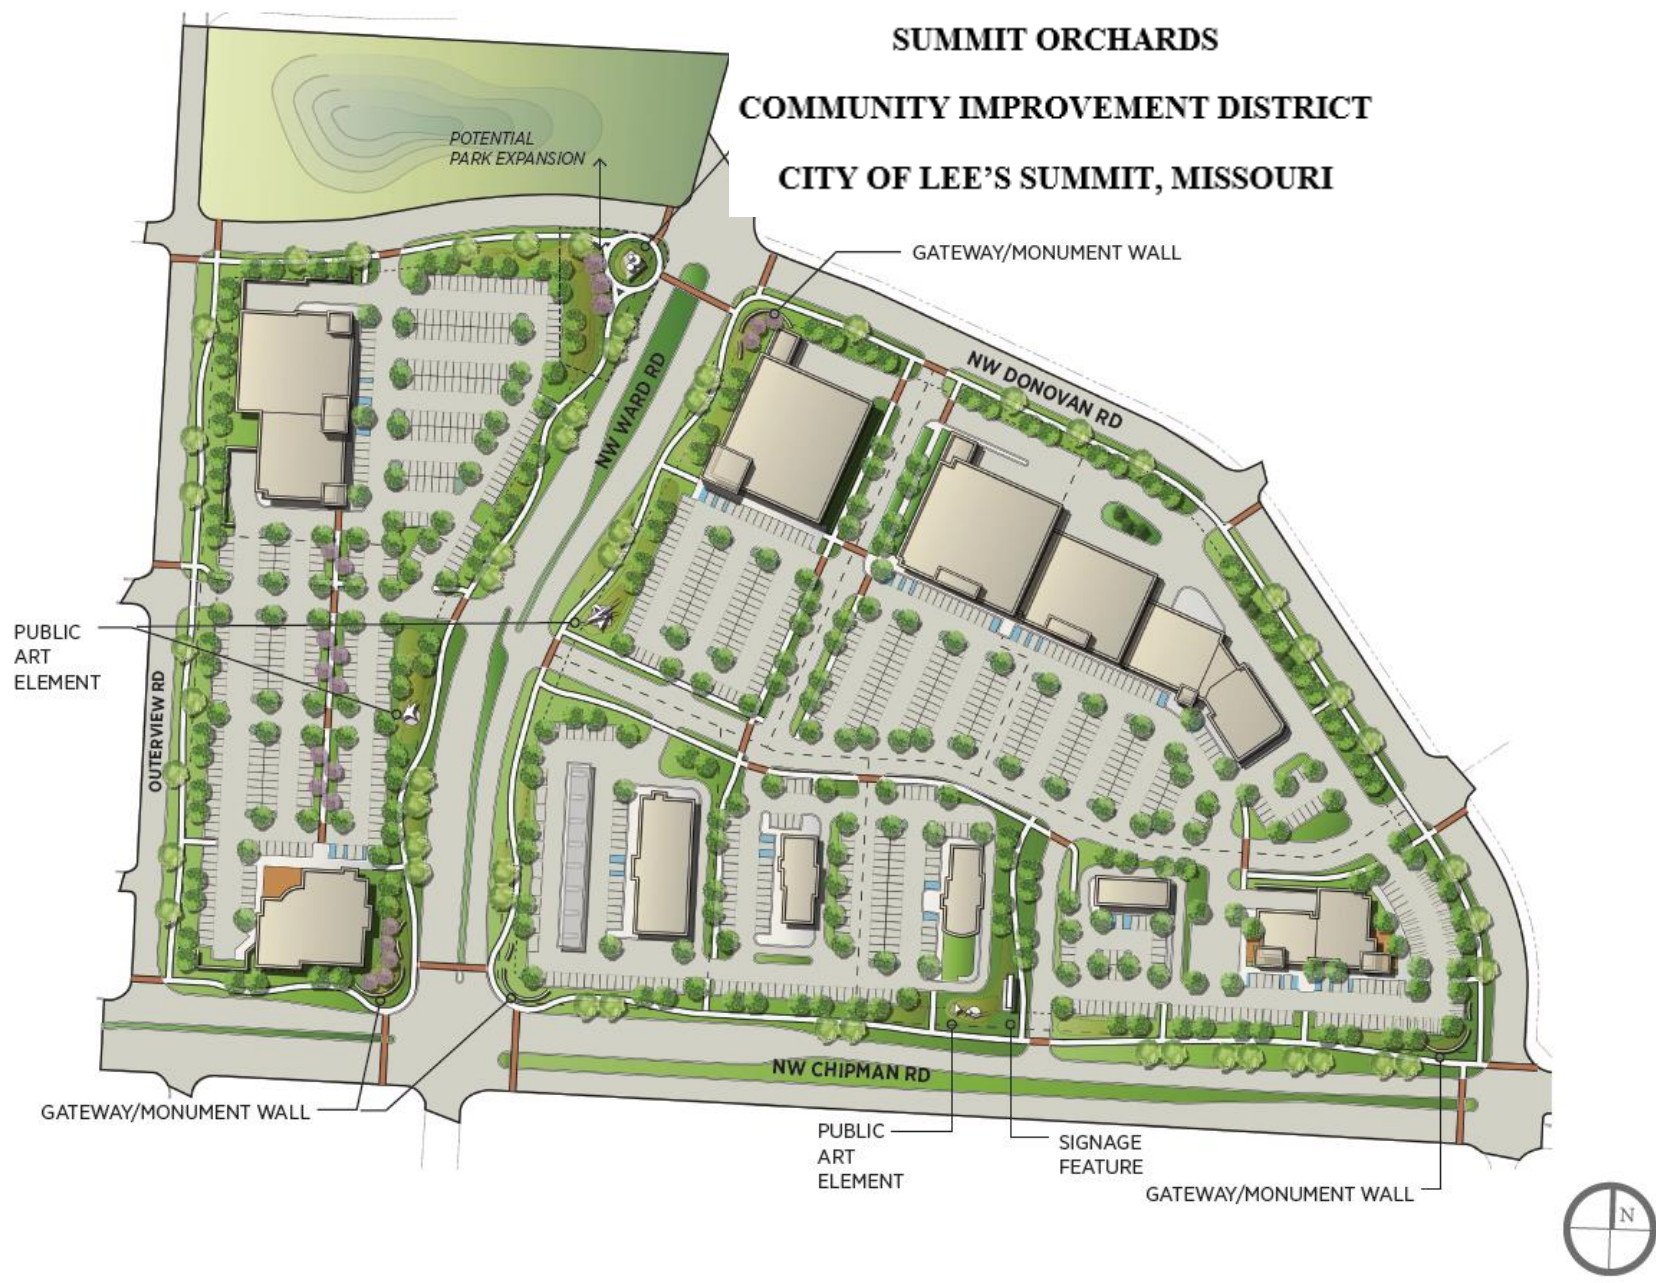 SUMMIT ORCHARDS
COMMUNITY IMPROVEMENT DISTRICT
CITY OF LEE'S SUMMIT, MISSOURI
POTENTIAL
PARK EXPANSION
GATEWAY/MONUMENT WALL
NW DONOVAN RD
NW WARD RD
PUBLIC
ART
ELEMENT
OUTERVIEW RD
NW CHIPMAN RD
GATEWAY/MONUMENT WALL
PUBLIC
ART
ELEMENT
SIGNAGE
FEATURE
GATEWAY/MONUMENT WALL
N